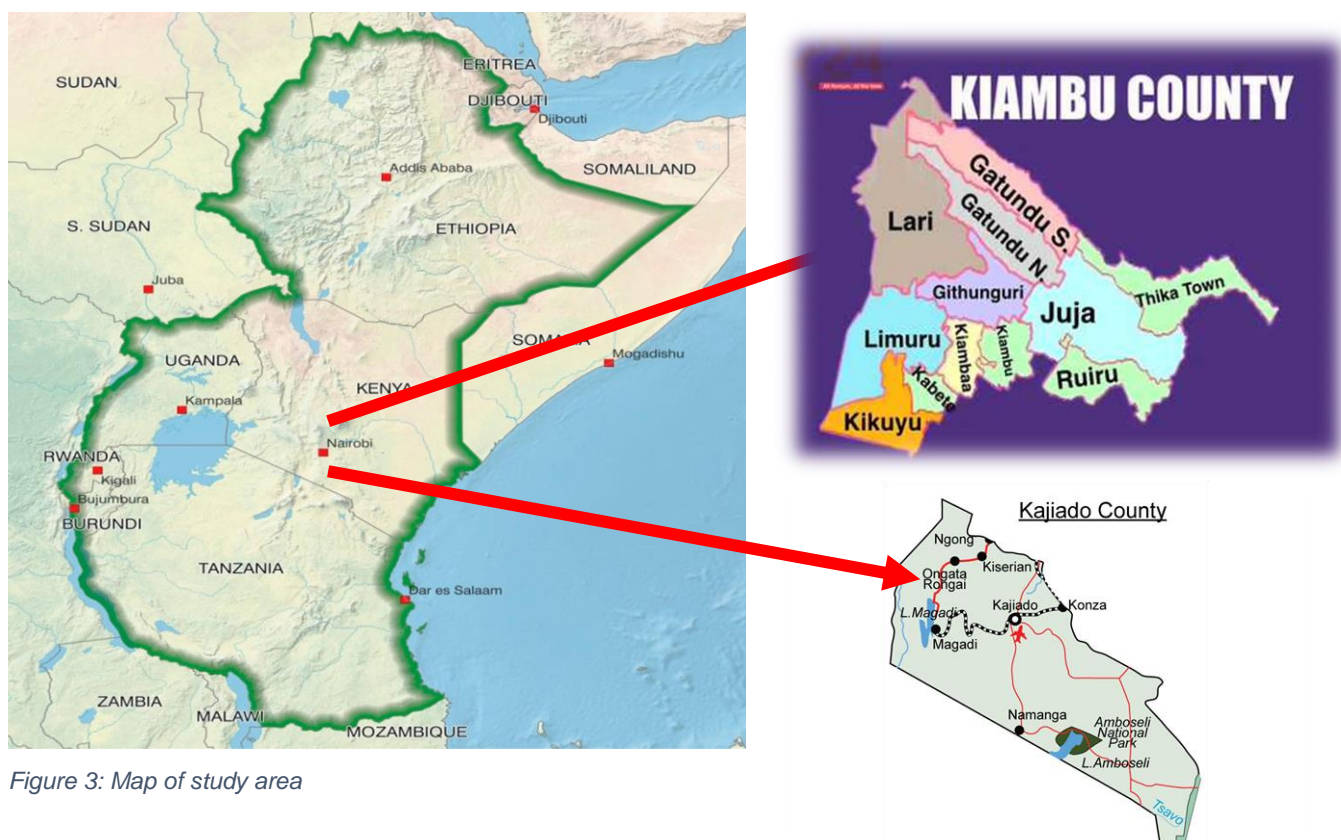 SUDAN
ERITREA
DJIBOUTI
Djibouti
Addis Ababa
SOMALILAND
S. SUDAN
ETHIOPIA
Juba
SOMALIA
Mogadishu
UGANDA
KENYA
Kampala
Nairobi
RWANDA
Kigali
Bujumbura
BURUNDI
TANZANIA
Dar es Salaam
ZAMBIA
MALAWI
MOZAMBIQUE
Figure 3: Map of study area
KIAMBU COUNTY
Gatundu S.
Gatundu N.
Lari
Githunguri
Thika Town
Juja
Limuru
Kiambaa
Kiambu
Kabete
Ruiru
Kikuyu
Kajiado County
Ngong
Ongata
Rongai
Kiserian
L.Magadi
Kajiado
Konza
Magadi
Namanga
Amboseli
National
Park
L.Amboseli
Tsavo